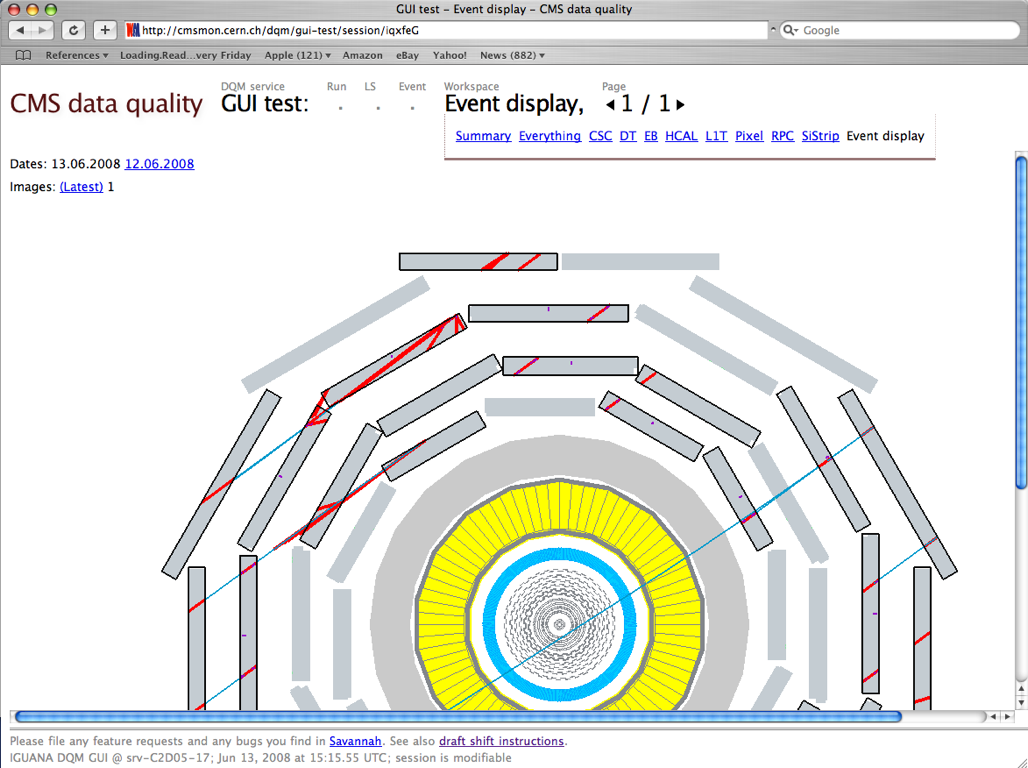 GUI test – Event display – CMS data quality
http://cmsmon.cern.ch/dqm/gui-test/session/iqxfeG
Google
References ▾ Loading.Read...very Friday Apple (121) ▾ Amazon eBay Yahoo! News (882) ▾
DQM service Run LS Event Workspace Page
CMS data quality GUI test: . . . Event display, ◂1 / 1▸
Summary Everything CSC DT EB HCAL L1T Pixel RPC SiStrip Event display
Dates: 13.06.2008 12.06.2008
Images: (Latest) 1
Please file any feature requests and any bugs you find in Savannah. See also draft shift instructions.
IGUANA DQM GUI @ srv-C2D05-17; Jun 13, 2008 at 15:15.55 UTC; session is modifiable